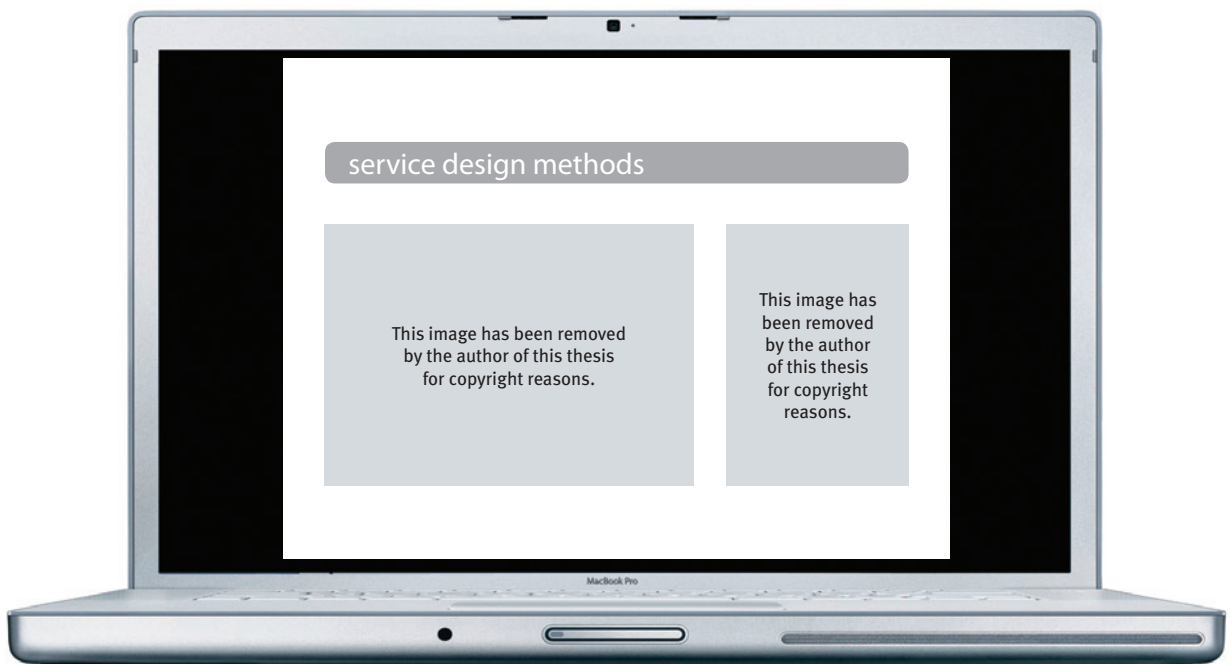 service design methods
This image has been removed
by the author of this thesis
for copyright reasons.
This image has
been removed
by the author
of this thesis
for copyright
reasons.
MacBook Pro